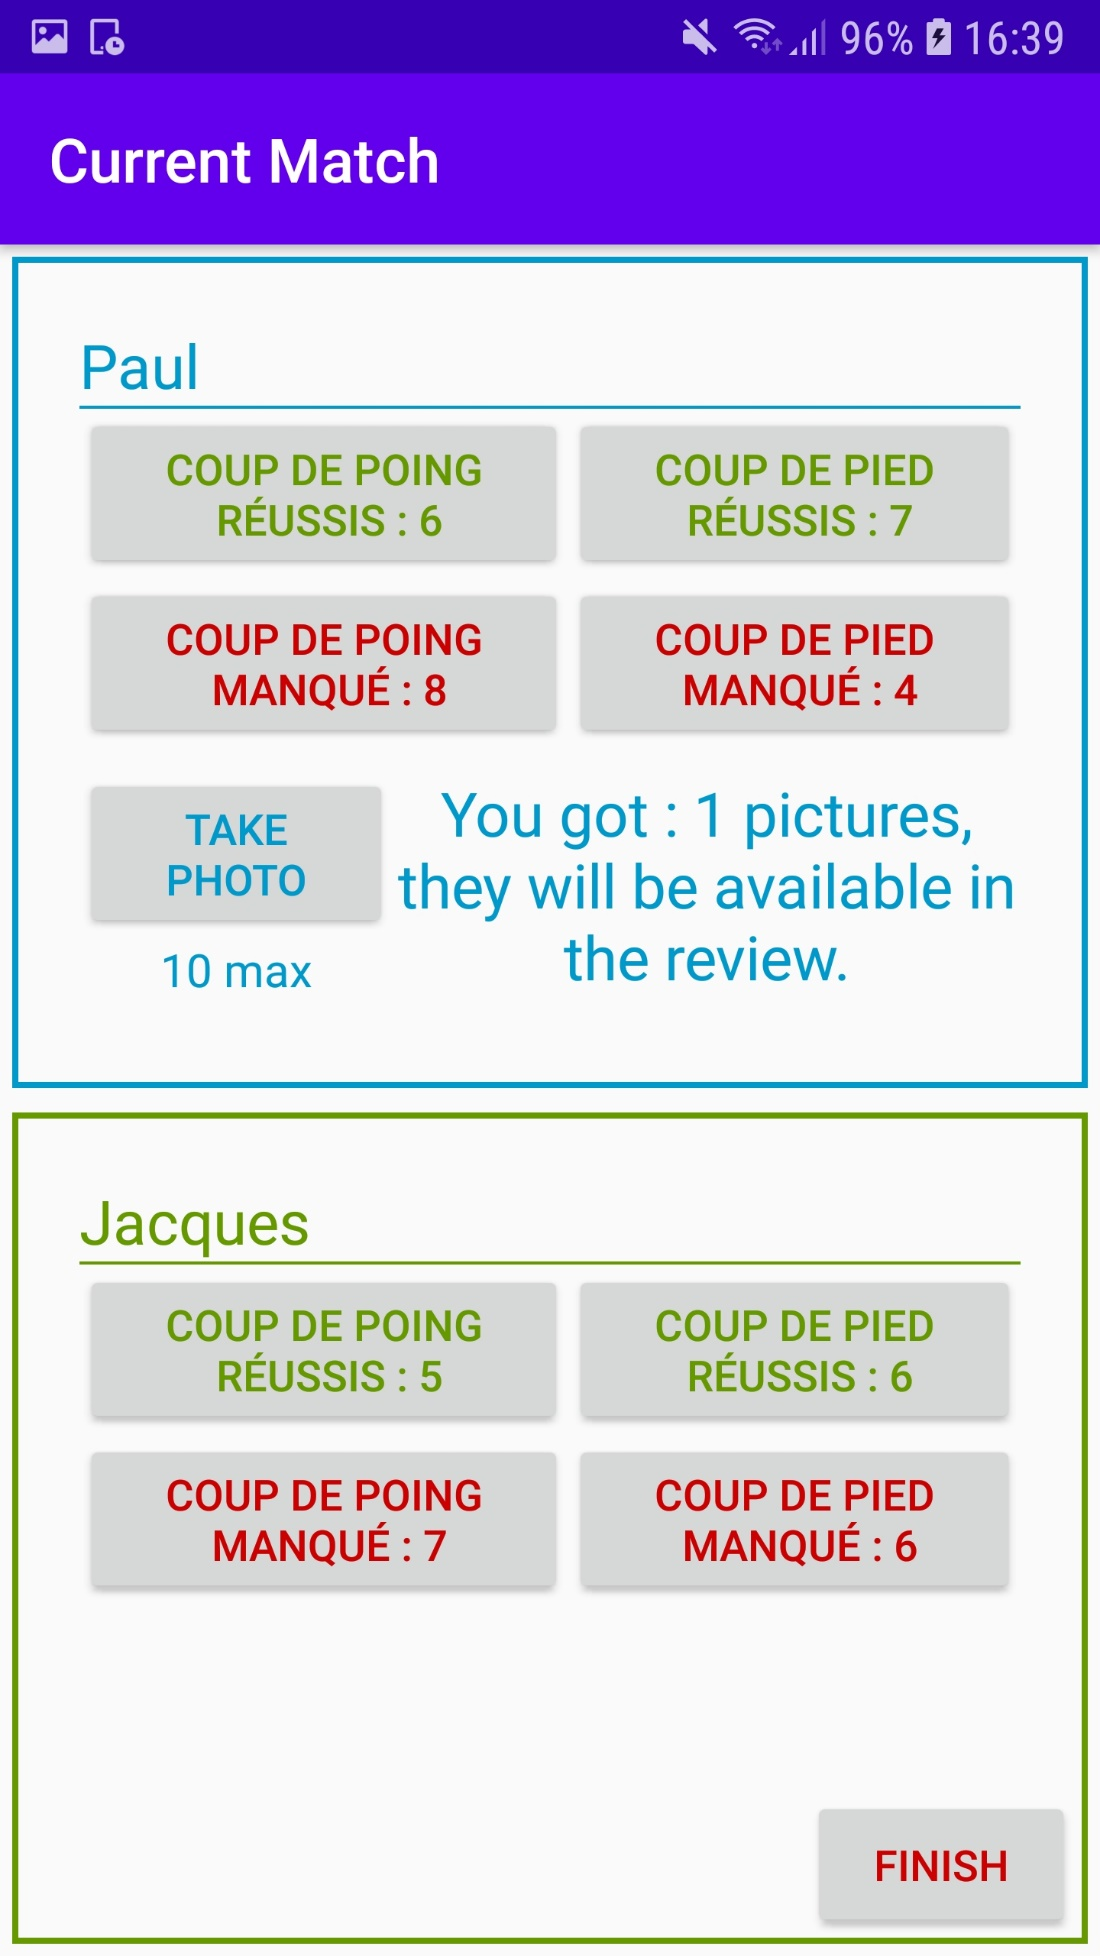 96% 16:39
Current Match
Paul
COUP DE POING
RÉUSSIS : 6
COUP DE PIED
RÉUSSIS : 7
COUP DE POING
MANQUÉ : 8
COUP DE PIED
MANQUÉ : 4
TAKE
PHOTO
10 max
You got : 1 pictures,
they will be available in
the review.
Jacques
COUP DE POING
RÉUSSIS : 5
COUP DE PIED
RÉUSSIS : 6
COUP DE POING
MANQUÉ : 7
COUP DE PIED
MANQUÉ : 6
FINISH